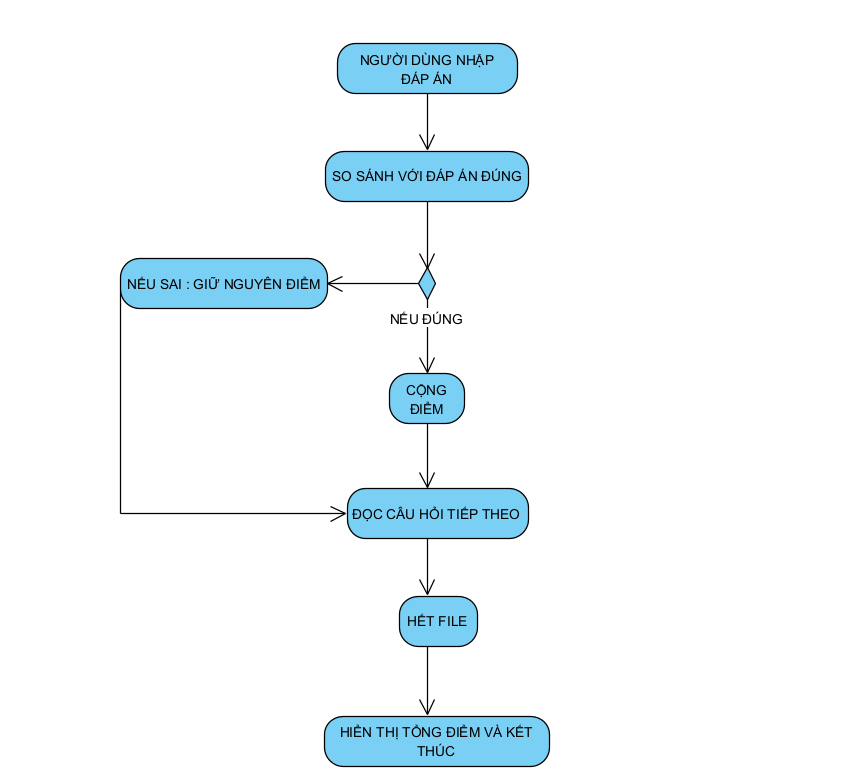 NGƯỜI DÙNG NHẬP
ĐÁP ÁN
SO SÁNH VỚI ĐÁP ÁN ĐÚNG
NẾU SAI : GIỮ NGUYÊN ĐIỂM
NẾU ĐÚNG
CỘNG
ĐIỂM
ĐỌC CÂU HỎI TIẾP THEO
HẾT FILE
HIỂN THỊ TỔNG ĐIỂM VÀ KẾT
THÚC